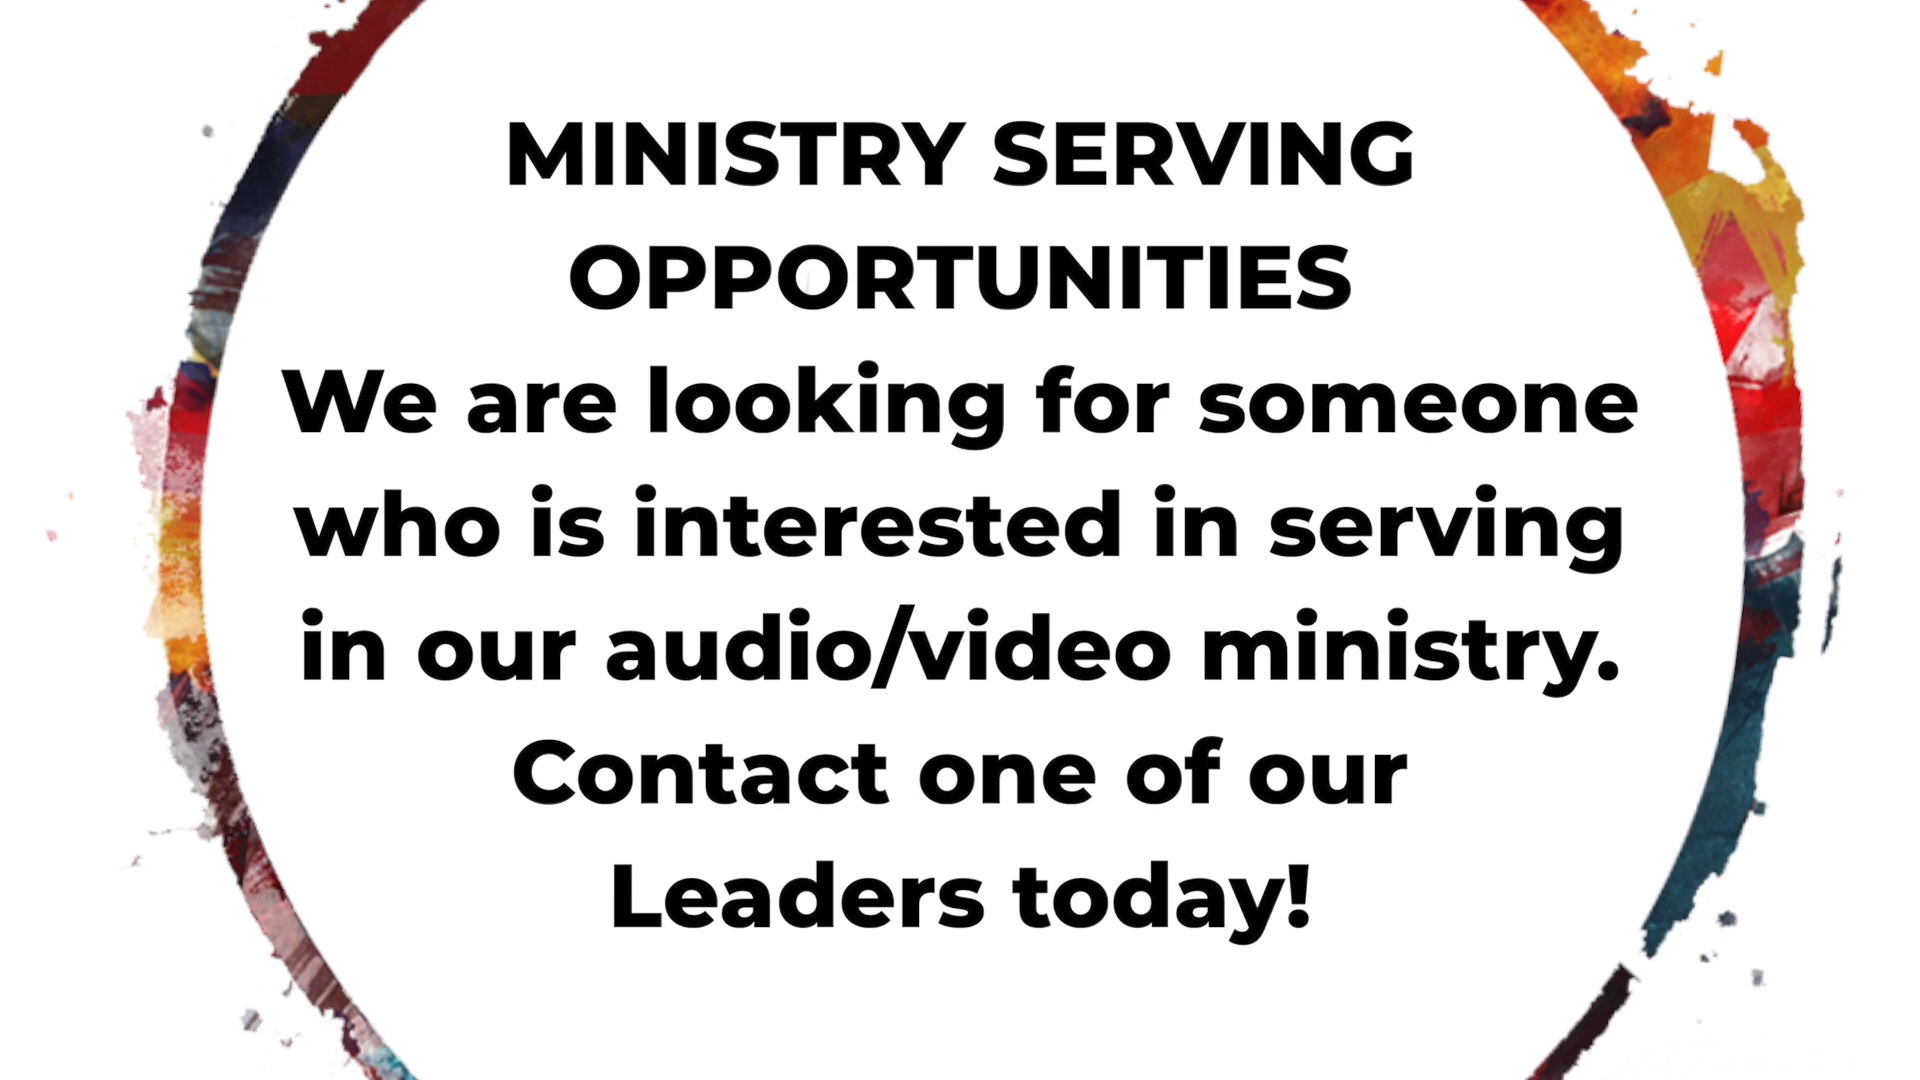 MINISTRY SERVING
OPPORTUNITIES
We are looking for someone
who is interested in serving
in our audio/video ministry.
Contact one of our
Leaders today!